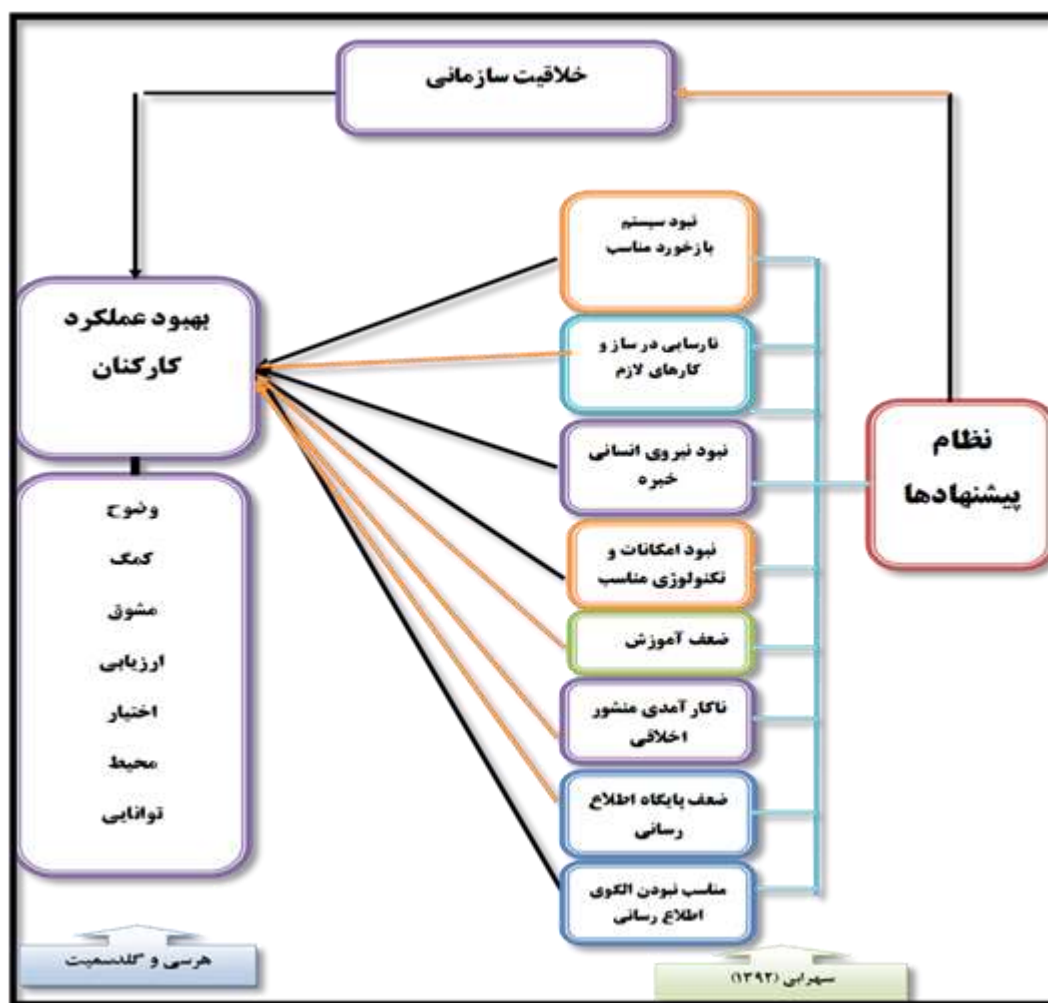 خلاقیت سازمانی
نبود سیستم
بازخورد مناسب
نارسایی در ساز و
کارهای لازم
نبود نیروی انسانی
خبره
نبود امکانات و
تکنولوژی مناسب
ضعف آموزش
ناکار آمدی منشور
اخلاقی
ضعف پایگاه اطلاع
رسانی
مناسب نبودن الگوی
اطلاع رسانی
نظام
پیشنهادها
بهبود عملکرد
کارکنان
وضوح
کمک
مشوق
ارزیابی
اختیار
محیط
توانایی
سهرابی (۱۳۹۲)
هرسی و گلدسمیت